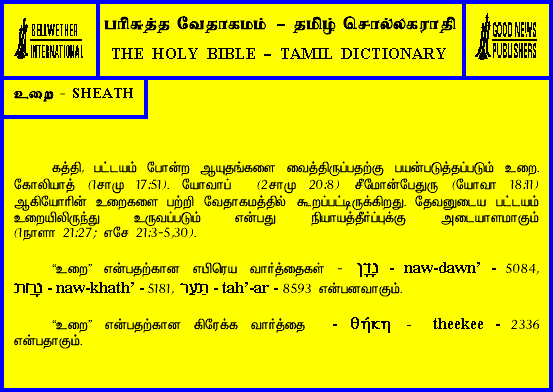 BELLWETHER
INTERNATIONAL
பரிசுத்த வேதாகமம் – தமிழ் சொல்லகராதி
THE HOLY BIBLE – TAMIL DICTIONARY
GOOD NEWS
PUBLISHERS
உறை - SHEATH
கத்தி, பட்டயம் போன்ற ஆயுதங்களை வைத்திருப்பதற்கு பயன்படுத்தப்படும் உறை.
கோலியாத் (1சாமு 17:51). யோவாப் (2சாமு 20:8) சீமோன்பேதுரு (யோவா 18:11)
ஆகியோரின் உறைகளை பற்றி வேதாகமத்தில் கூறப்பட்டிருக்கிறது. தேவனுடைய பட்டயம்
உறையிலிருந்து உருவப்படும் என்பது நியாயத்தீர்ப்புக்கு அடையாளமாகும்
(1நாளா 21:27; எசே 21:3-5,30).
“உறை” என்பதற்கான எபிரெய வார்த்தைகள் - נָדָן - naw-dawn’ - 5084,
נָחַת - naw-khath’ - 5181, תַּעַר - tah’-ar - 8593 என்பனவாகும்.
“உறை” என்பதற்கான கிரேக்க வார்த்தை - θήκη - theekee - 2336
என்பதாகும்.